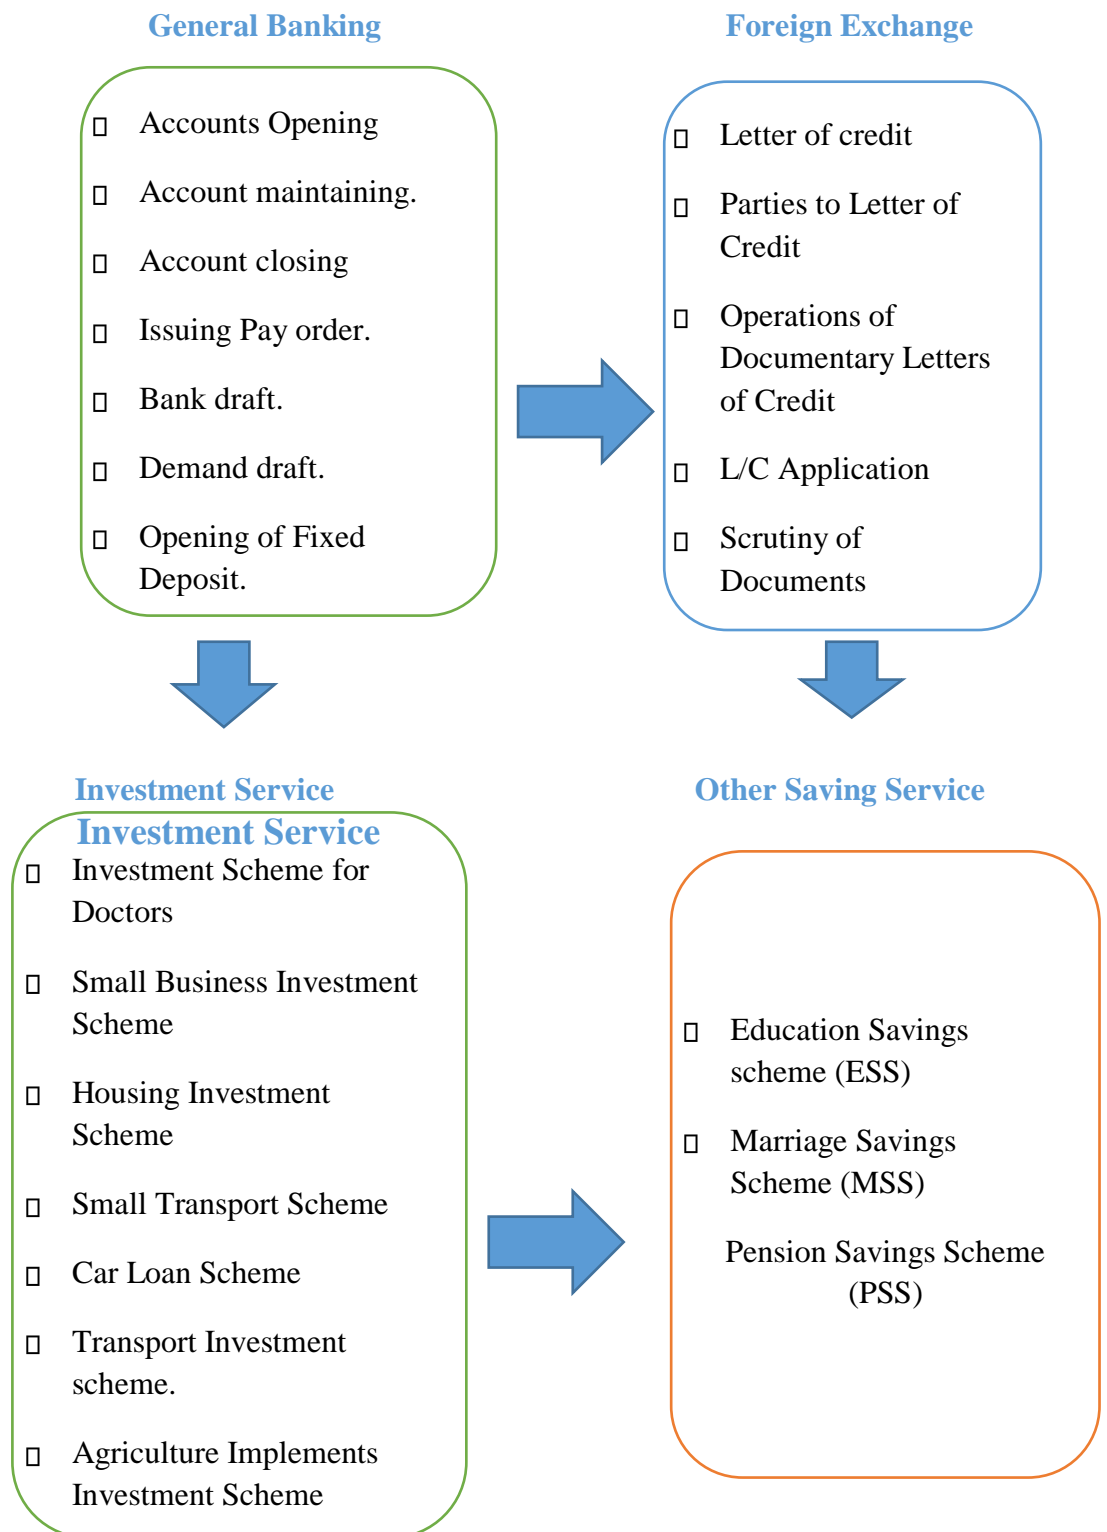 General Banking
Accounts Opening
Account maintaining.
Account closing
Issuing Pay order.
Bank draft.
Demand draft.
Opening of Fixed
Deposit.
Foreign Exchange
Letter of credit
Parties to Letter of
Credit
Operations of
Documentary Letters
of Credit
L/C Application
Scrutiny of
Documents
Investment Service
Investment Service
Investment Scheme for
Doctors
Small Business Investment
Scheme
Housing Investment
Scheme
Small Transport Scheme
Car Loan Scheme
Transport Investment
scheme.
Agriculture Implements
Investment Scheme
Other Saving Service
Education Savings
scheme (ESS)
Marriage Savings
Scheme (MSS)
Pension Savings Scheme
(PSS)